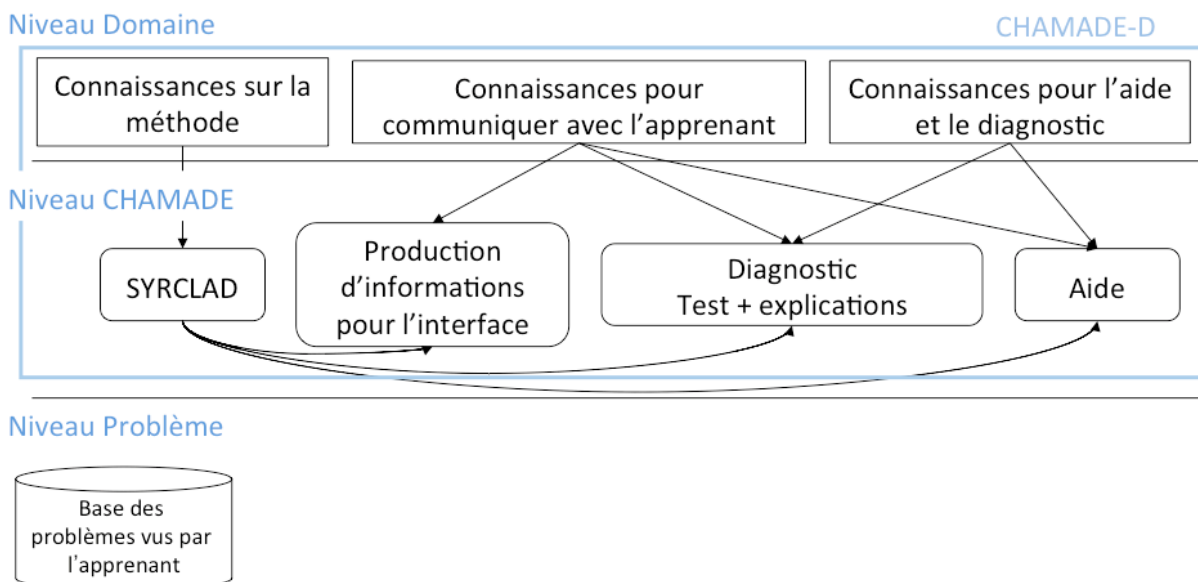 Niveau Domaine
CHAMADE-D
Connaissances sur la
méthode
Connaissances pour
communiquer avec l'apprenant
Connaissances pour l'aide
et le diagnostic
Niveau CHAMADE
SYRCLAD
Production
d'informations
pour l'interface
Diagnostic
Test + explications
Aide
Niveau Problème
Base des
problèmes vus par
l'apprenant